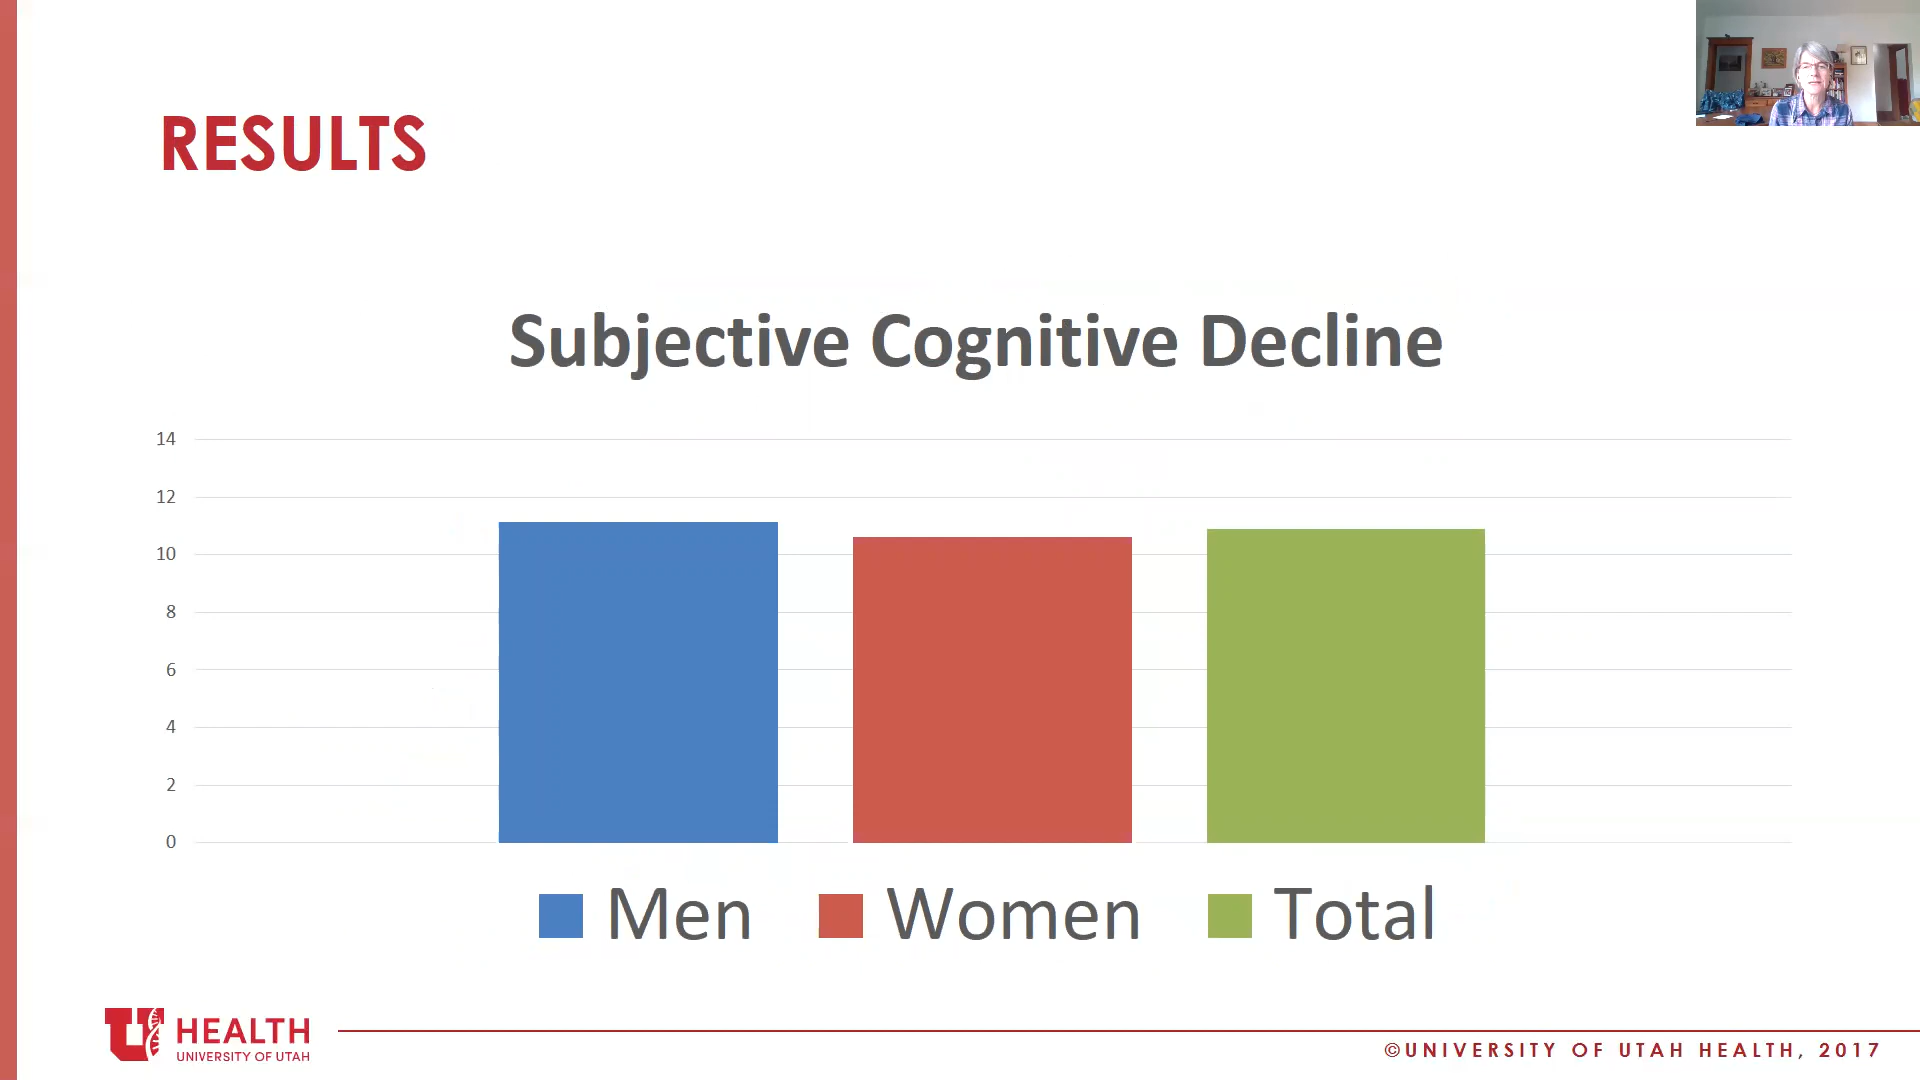 RESULTS
Subjective Cognitive Decline
14
12
10
8
6
4
2
0
Men Women Total
U HEALTH
UNIVERSITY OF UTAH
©UNIVERSITY OF UTAH HEALTH, 2017